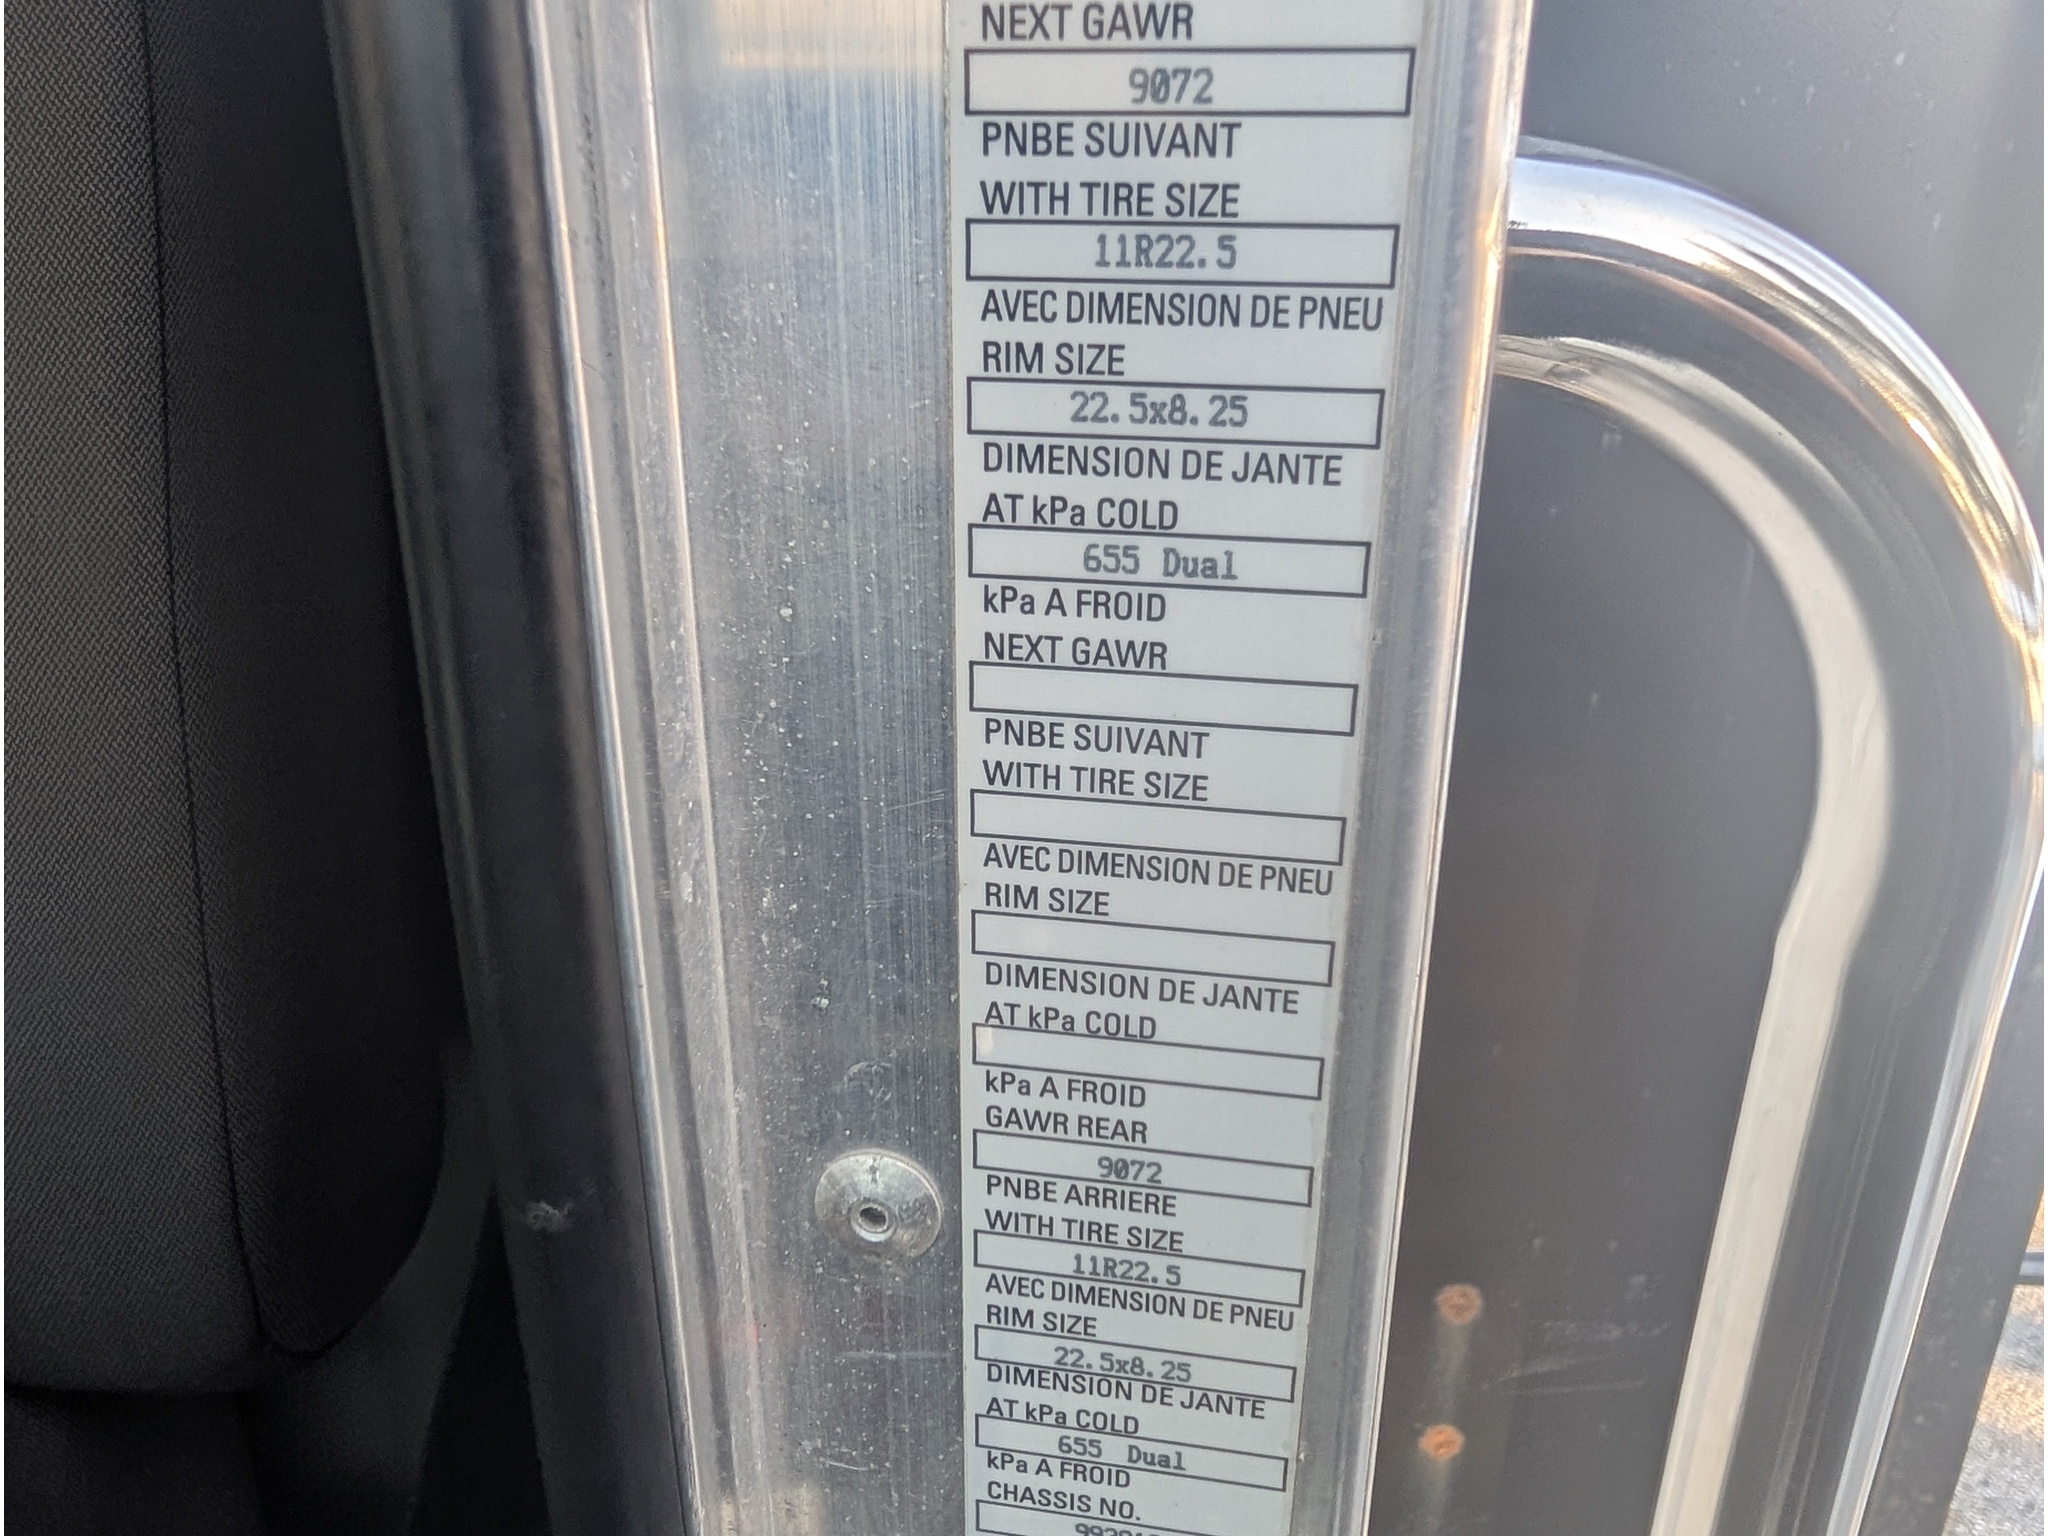 NEXT GAWR
9072
PNBE SUIVANT
WITH TIRE SIZE
11R22.5
AVEC DIMENSION DE PNEU
RIM SIZE
22.5x8.25
DIMENSION DE JANTE
AT kPa COLD
655 Dual
kPa A FROID
NEXT GAWR
PNBE SUIVANT
WITH TIRE SIZE
AVEC DIMENSION DE PNEU
RIM SIZE
DIMENSION DE JANTE
AT kPa COLD
kPa A FROID
GAWR REAR
9072
PNBE ARRIERE
WITH TIRE SIZE
11R22.5
AVEC DIMENSION DE PNEU
RIM SIZE
22.5x8.25
DIMENSION DE JANTE
AT kPa COLD
655 Dual
kPa A FROID
CHASSIS NO.